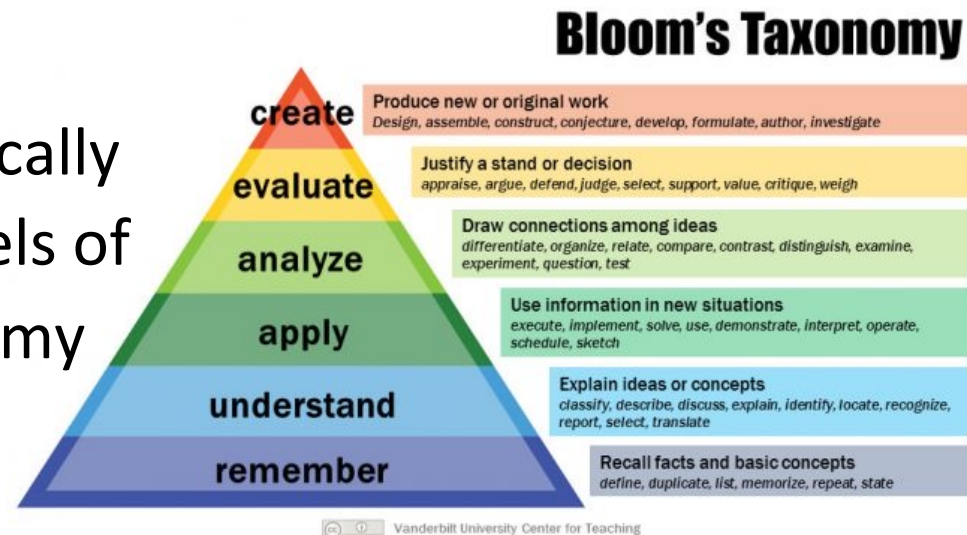 Bloom's Taxonomy
cally
els of
my
create
Produce new or original work
Design, assemble, construct, conjecture, develop, formulate, author, investigate
evaluate
Justify a stand or decision
appraise, argue, defend, judge, select, support, value, critique, weigh
analyze
Draw connections among ideas
differentiate, organize, relate, compare, contrast, distinguish, examine,
experiment, question, test
apply
Use information in new situations
execute, implement, solve, use, demonstrate, interpret, operate,
schedule, sketch
understand
Explain ideas or concepts
classify, describe, discuss, explain, identify, locate, recognize,
report, select, translate
remember
Recall facts and basic concepts
define, duplicate, list, memorize, repeat, state
cc
Vanderbilt University Center for Teaching